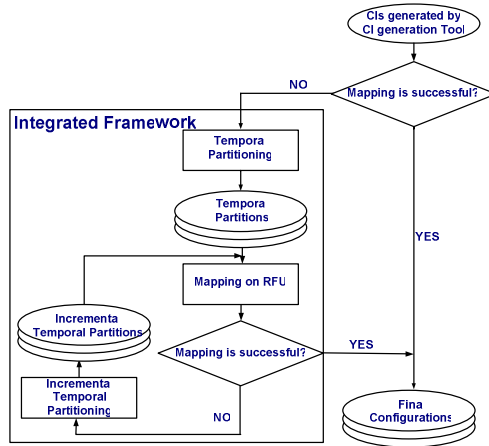 CIs generated by
CI generation Tool
Mapping is successful?
NO
Integrated Framework
Tempora
Partitioning
Tempora
Partitions
YES
Mapping on RFU
Incrementa
Temporal Partitions
Mapping is successful?
YES
Incrementa
Temporal
Partitioning
NO
Fina
Configurations